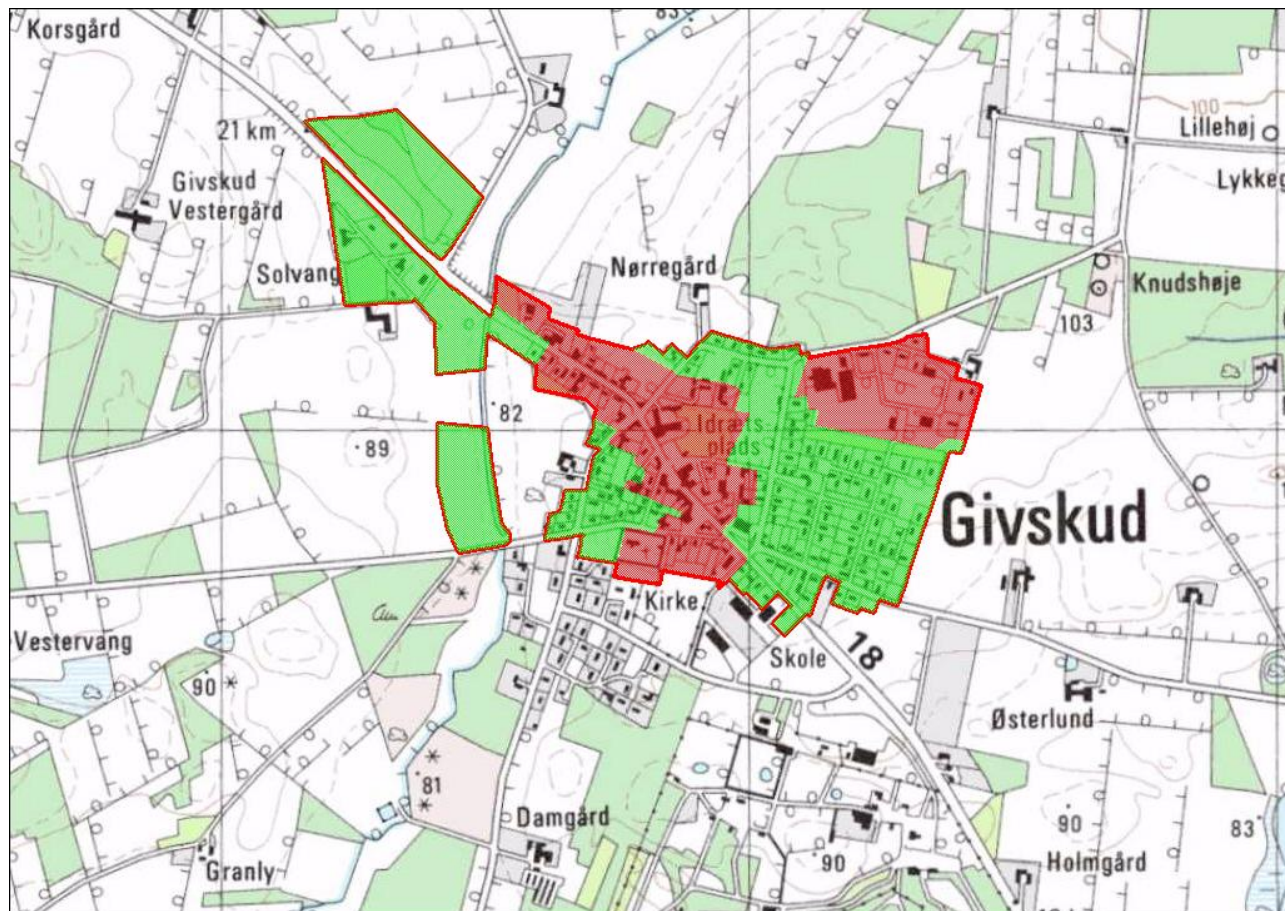 Korsgård
83
21 km
100
Lillehøj
Givskud
Vestergård
Solvang
Nørregård
Knudshøje
103
82
89
Idræts-
plads
Givskud
Kirke
Skole
18
Vestervang
90
Østerlund
81
Damgård
Granly
90
90
Holmgård
83